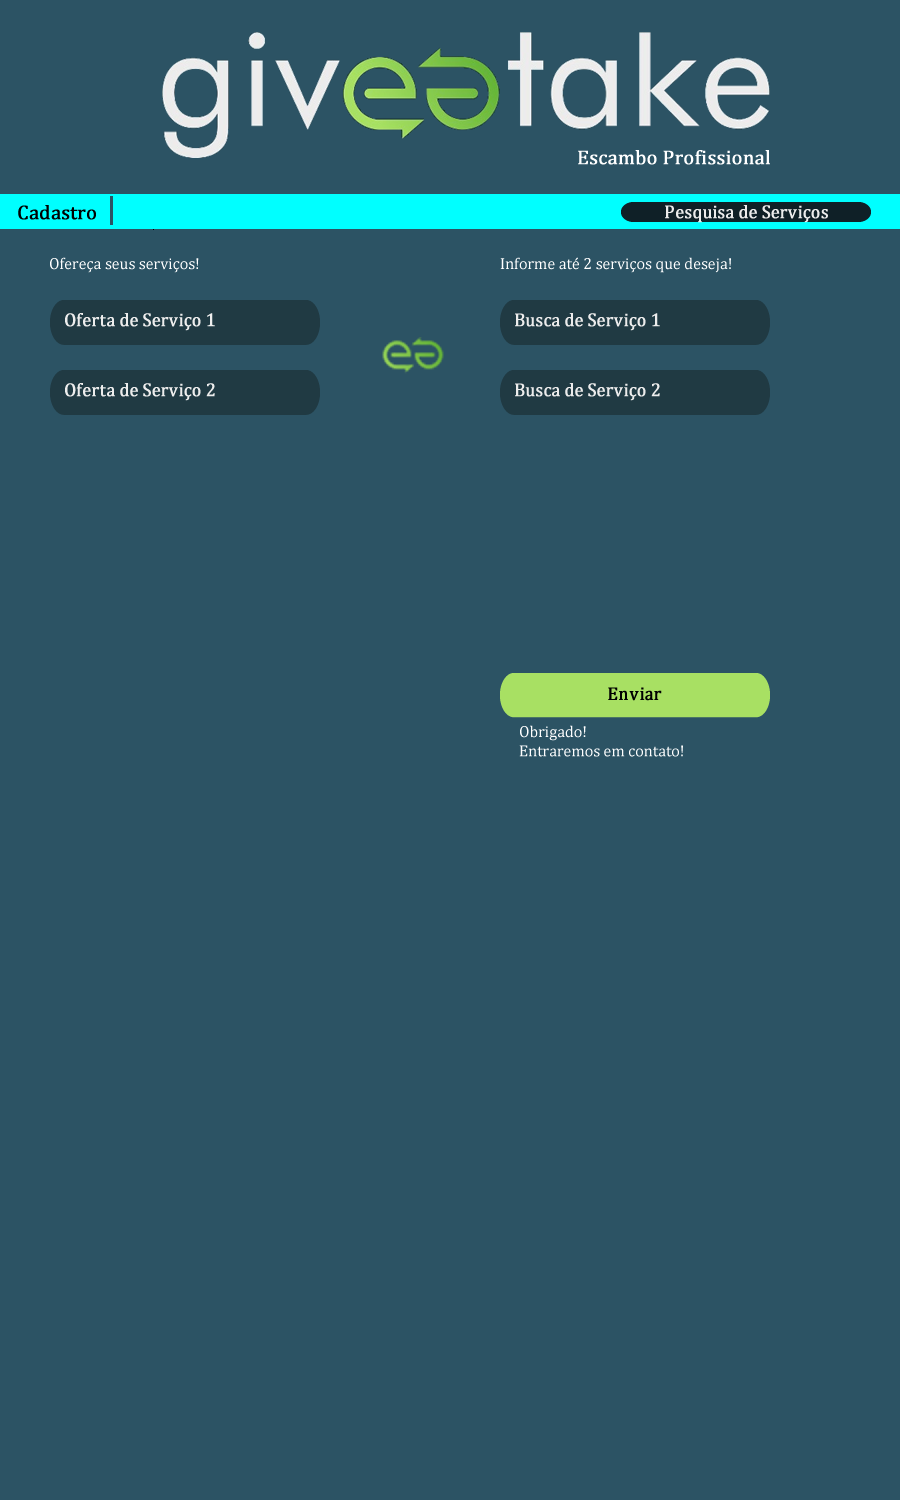 giveetake
Escambo Profissional
Cadastro
Pesquisa de Serviços
Ofereça seus serviços!
Informe até 2 serviços que deseja!
Oferta de Serviço 1
Busca de Serviço 1
Oferta de Serviço 2
Busca de Serviço 2
Enviar
Obrigado!
Entraremos em contato!